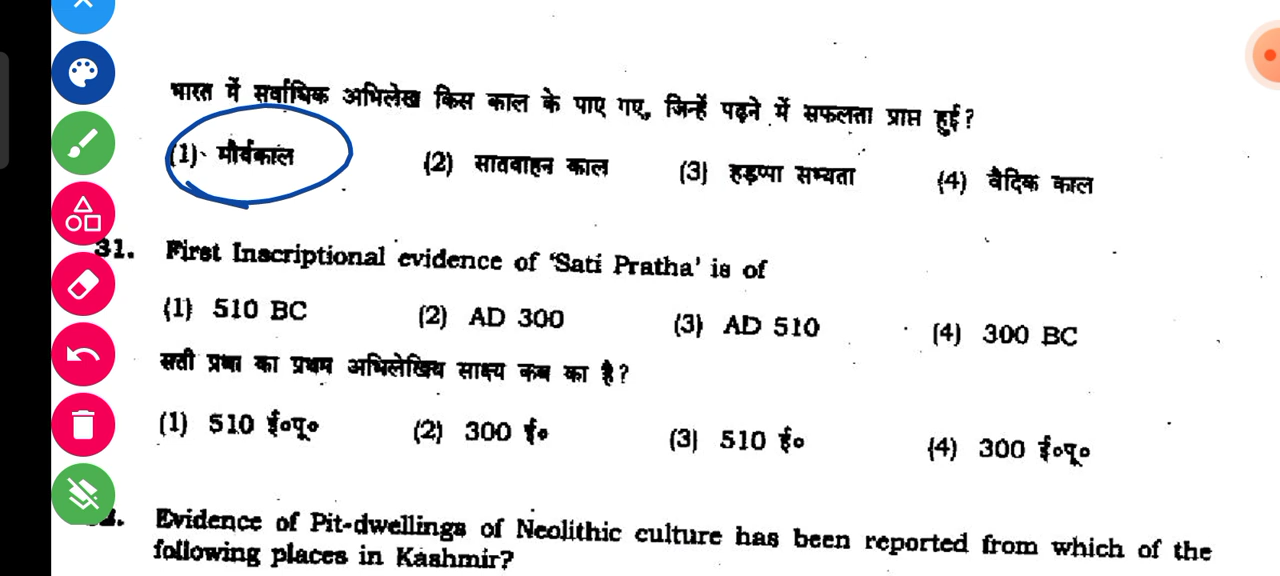 भारत में सर्वाधिक अभिलेख किस काल के पाए गए, जिन्हें पढ़ने में सफलता प्राप्त हुई?
(1) मौर्यकाल (2) सातवाहन काल (3) हड़प्पा सभ्यता (4) वैदिक काल
31. First Inscriptional evidence of ‘Sati Pratha’ is of
(1) 510 BC (2) AD 300 (3) AD 510 (4) 300 BC
सती प्रथा का प्रथम अभिलेखिय साक्ष्य कब का है?
(1) 510 ई०पू० (2) 300 ई० (3) 510 ई० (4) 300 ई०पू०
Evidence of Pit-dwellings of Neolithic culture has been reported from which of the
following places in Kashmir?